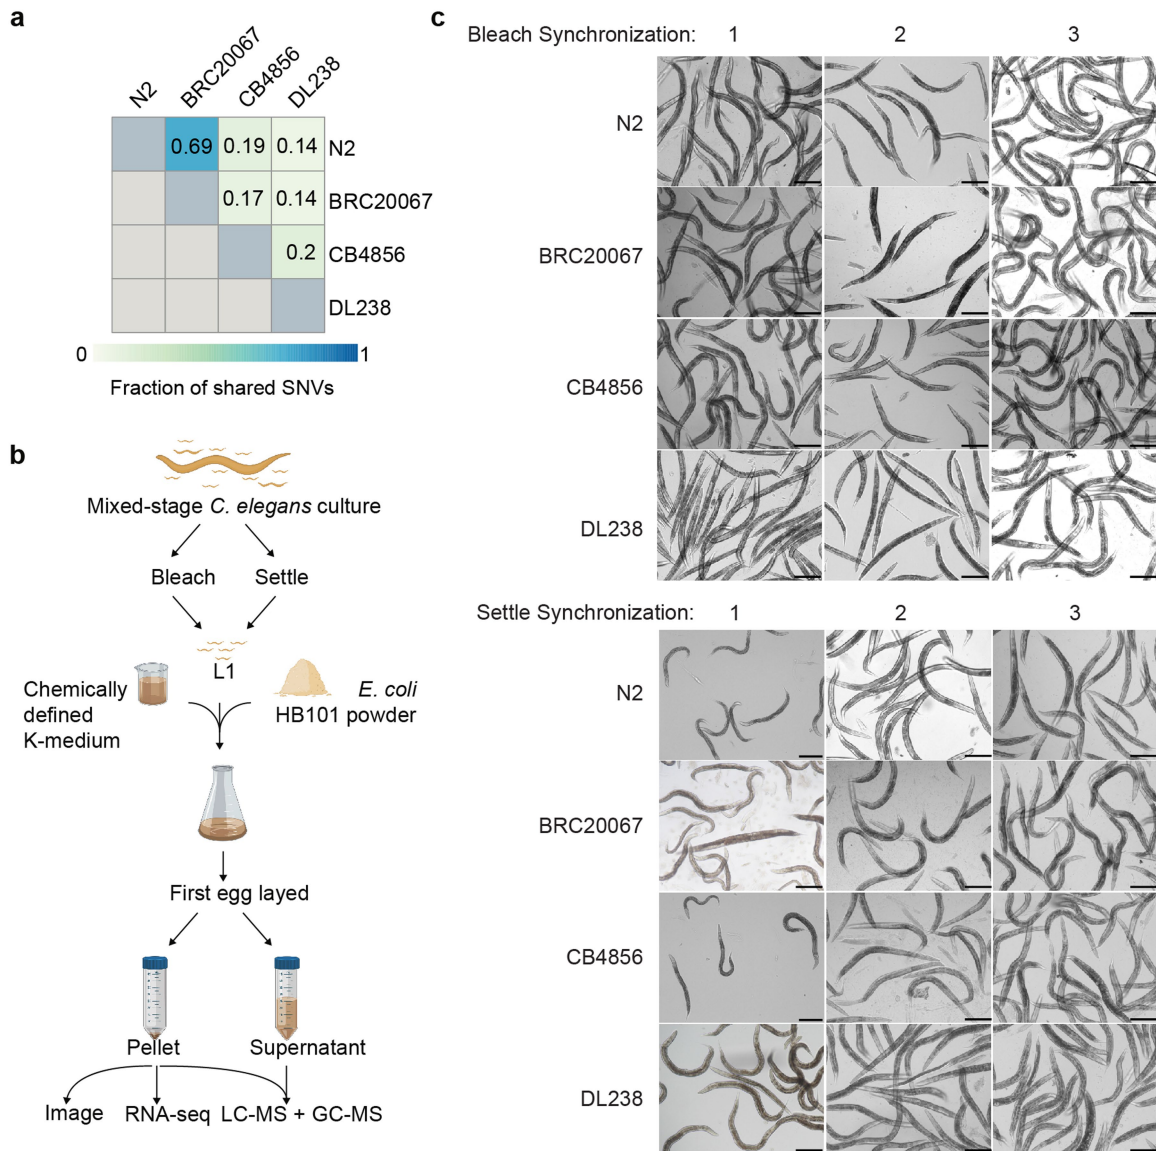 a
N2
BRC20067
CB4856
DL238
0.69 0.19 0.14 N2
0.17 0.14 BRC20067
0.2 CB4856
DL238
0 1
Fraction of shared SNVs
b
Mixed-stage C. elegans culture
Bleach Settle
L1
Chemically
defined
K-medium
E. coli
HB101 powder
First egg layed
Pellet Supernatant
Image RNA-seq LC-MS + GC-MS
c
Bleach Synchronization: 1 2 3
N2
BRC20067
CB4856
DL238
Settle Synchronization: 1 2 3
N2
BRC20067
CB4856
DL238